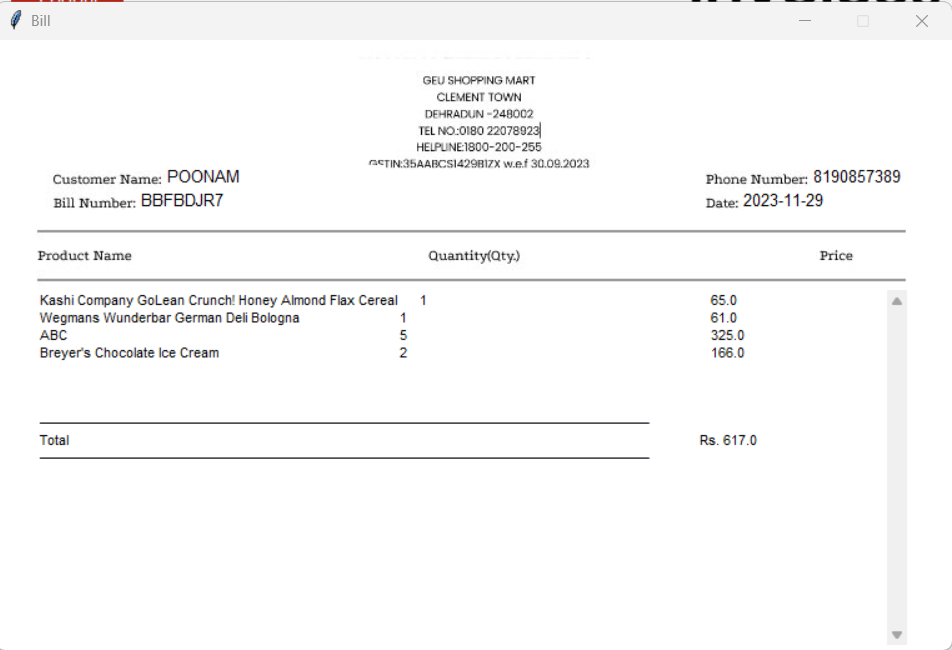 Bill
GEU SHOPPING MART
CLEMENT TOWN
DEHRADUN -248002
TEL NO.:0180 22078923
HELPLINE:1800-200-255
GSTIN:35AABCS1429B1ZX w.e.f 30.09.2023
Customer Name: POONAM
Phone Number: 8190857389
Bill Number: BBFBDJR7
Date: 2023-11-29
Product Name Quantity(Qty.) Price
Kashi Company GoLean Crunch! Honey Almond Flax Cereal 1 65.0
Wegmans Wunderbar German Deli Bologna 1 61.0
ABC 5 325.0
Breyer's Chocolate Ice Cream 2 166.0
Total Rs. 617.0